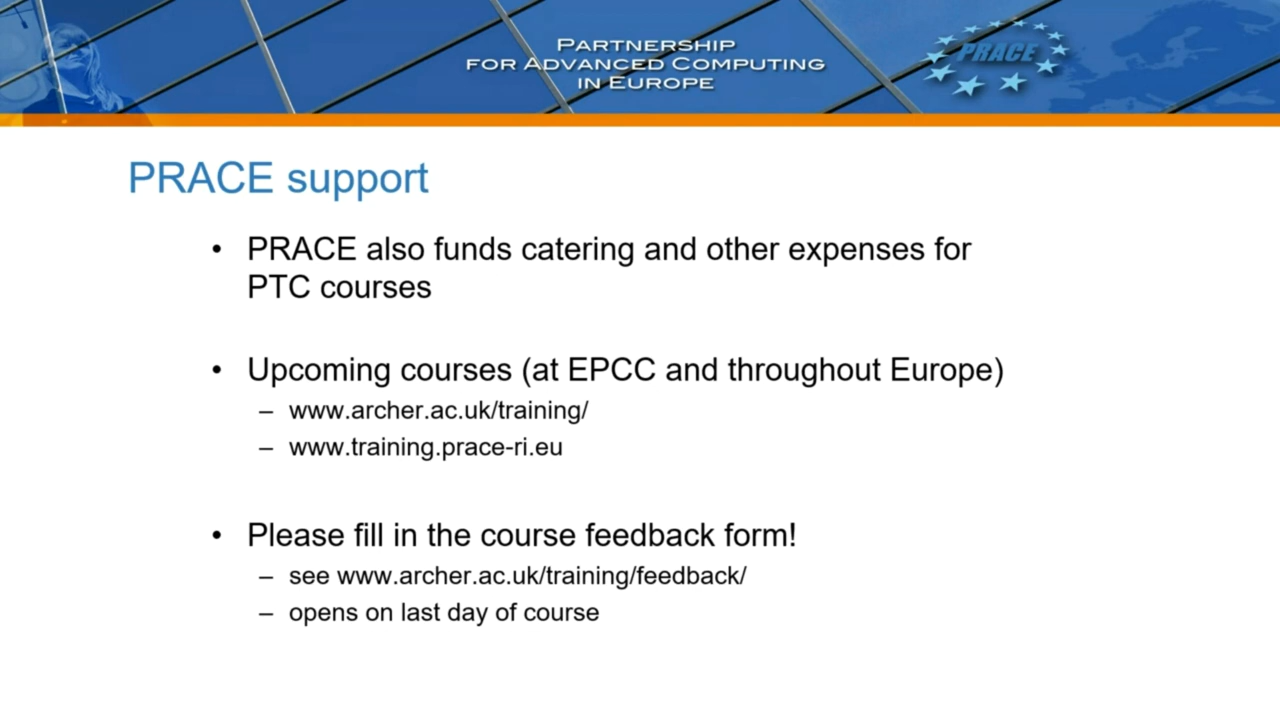 PARTNERSHIP
FOR ADVANCED COMPUTING
IN EUROPE
PRACE
PRACE support
• PRACE also funds catering and other expenses for
PTC courses
• Upcoming courses (at EPCC and throughout Europe)
– www.archer.ac.uk/training/
– www.training.prace-ri.eu
• Please fill in the course feedback form!
– see www.archer.ac.uk/training/feedback/
– opens on last day of course